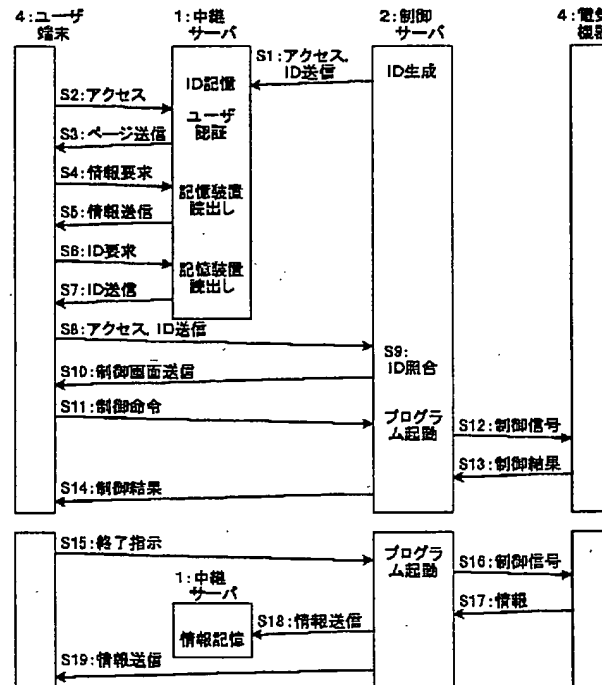 4:ユーザ
端末
1:中継
サーバ
2:制御
サーバ
4:電気
機器
S1:アクセス,
ID送信
ID記憶
ID生成
S2:アクセス
ユーザ
認証
S3:ページ送信
S4:情報要求
記憶装置
読出し
S5:情報送信
S6:ID要求
記憶装置
読出し
S7:ID送信
S8:アクセス, ID送信
S9:
ID照合
S10:制御画面送信
S11:制御命令
プログラ
ム起動
S12:制御信号
S13:制御結果
S14:制御結果
S15:終了指示
プログラ
ム起動
S16:制御信号
1:中継
サーバ
S17:情報
S18:情報送信
情報記憶
S19:情報送信